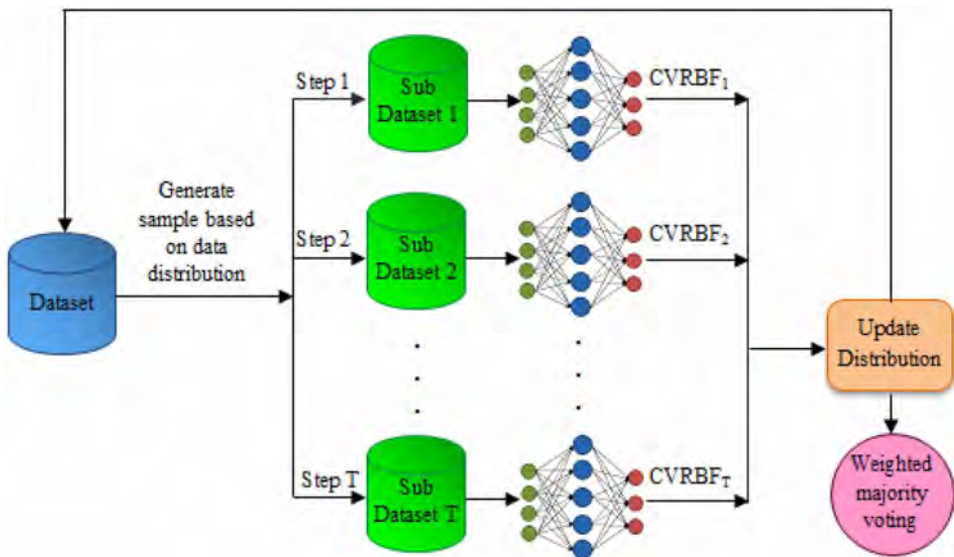 Step 1
Sub
Dataset 1
CVRBF1
Generate
sample based
on data
distribution
Dataset
Step 2
Sub
Dataset 2
CVRBF2
Update
Distribution
Step T
Sub
Dataset T
CVRBFT
Weighted
majority
voting